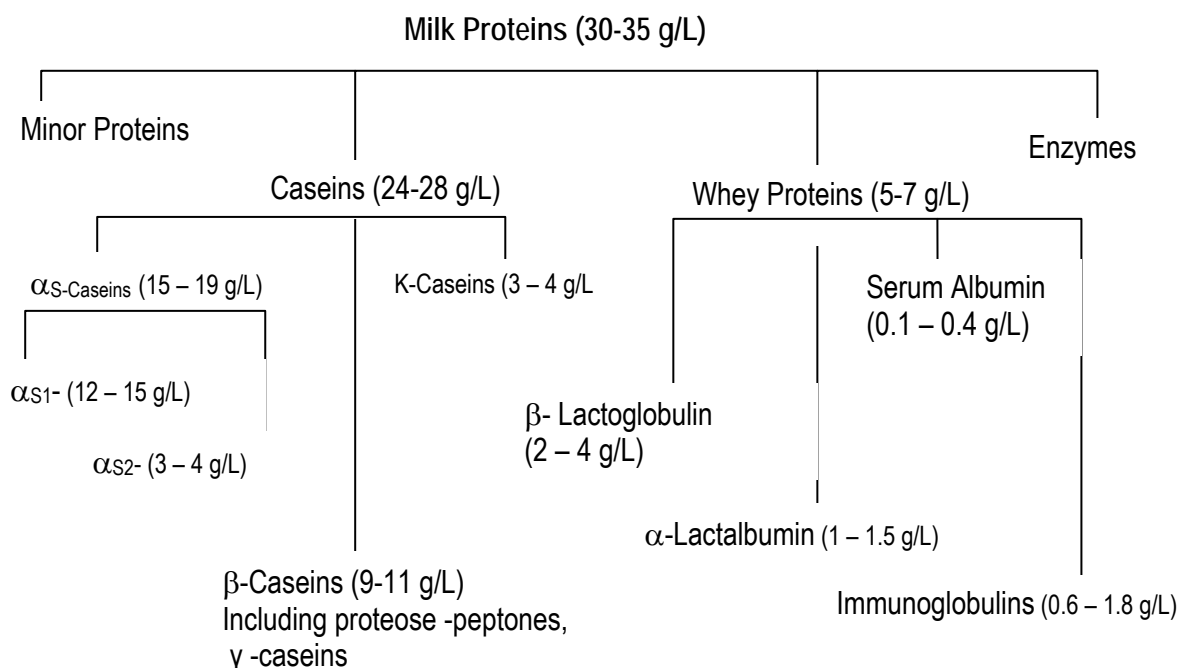 Milk Proteins (30-35 g/L)
Minor Proteins
Enzymes
Caseins (24-28 g/L)
Whey Proteins (5-7 g/L)
αS-Caseins (15 – 19 g/L)
K-Caseins (3 – 4 g/L
Serum Albumin
(0.1 – 0.4 g/L)
αS1- (12 – 15 g/L)
β- Lactoglobulin
(2 – 4 g/L)
αS2- (3 – 4 g/L)
α-Lactalbumin (1 – 1.5 g/L)
β-Caseins (9-11 g/L)
Including proteose -peptones,
γ -caseins
Immunoglobulins (0.6 – 1.8 g/L)